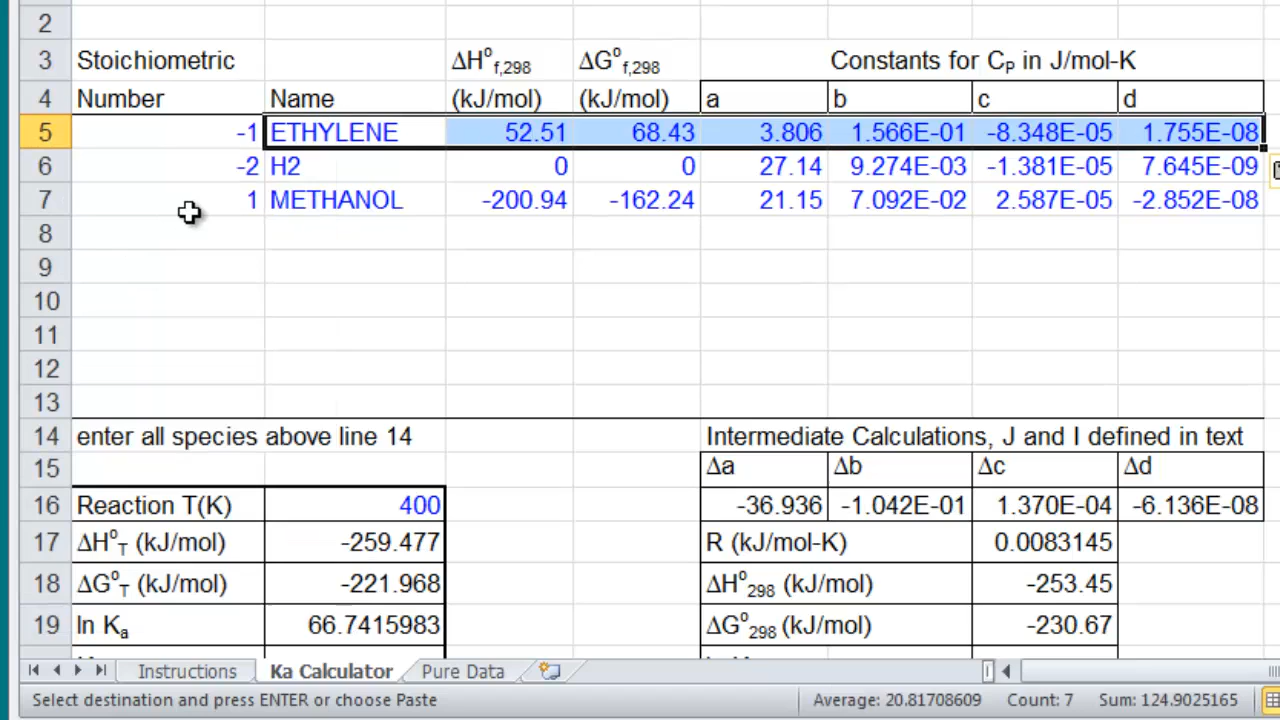 2
3 Stoichiometric ΔHᵒf,298 ΔGᵒf,298 Constants for CP in J/mol-K
4 Number Name (kJ/mol) (kJ/mol) a b c d
5 -1 ETHYLENE 52.51 68.43 3.806 1.566E-01 -8.348E-05 1.755E-08
6 -2 H2 0 0 27.14 9.274E-03 -1.381E-05 7.645E-09
7 1 METHANOL -200.94 -162.24 21.15 7.092E-02 2.587E-05 -2.852E-08
8
9
10
11
12
13
14 enter all species above line 14 Intermediate Calculations, J and I defined in text
15 Δa Δb Δc Δd
16 Reaction T(K) 400 -36.936 -1.042E-01 1.370E-04 -6.136E-08
17 ΔHᵒT (kJ/mol) -259.477 R (kJ/mol-K) 0.0083145
18 ΔGᵒT (kJ/mol) -221.968 ΔHᵒ298 (kJ/mol) -253.45
19 ln Ka 66.7415983 ΔGᵒ298 (kJ/mol) -230.67
Instructions Ka Calculator Pure Data
Select destination and press ENTER or choose Paste Average: 20.81708609 Count: 7 Sum: 124.9025165